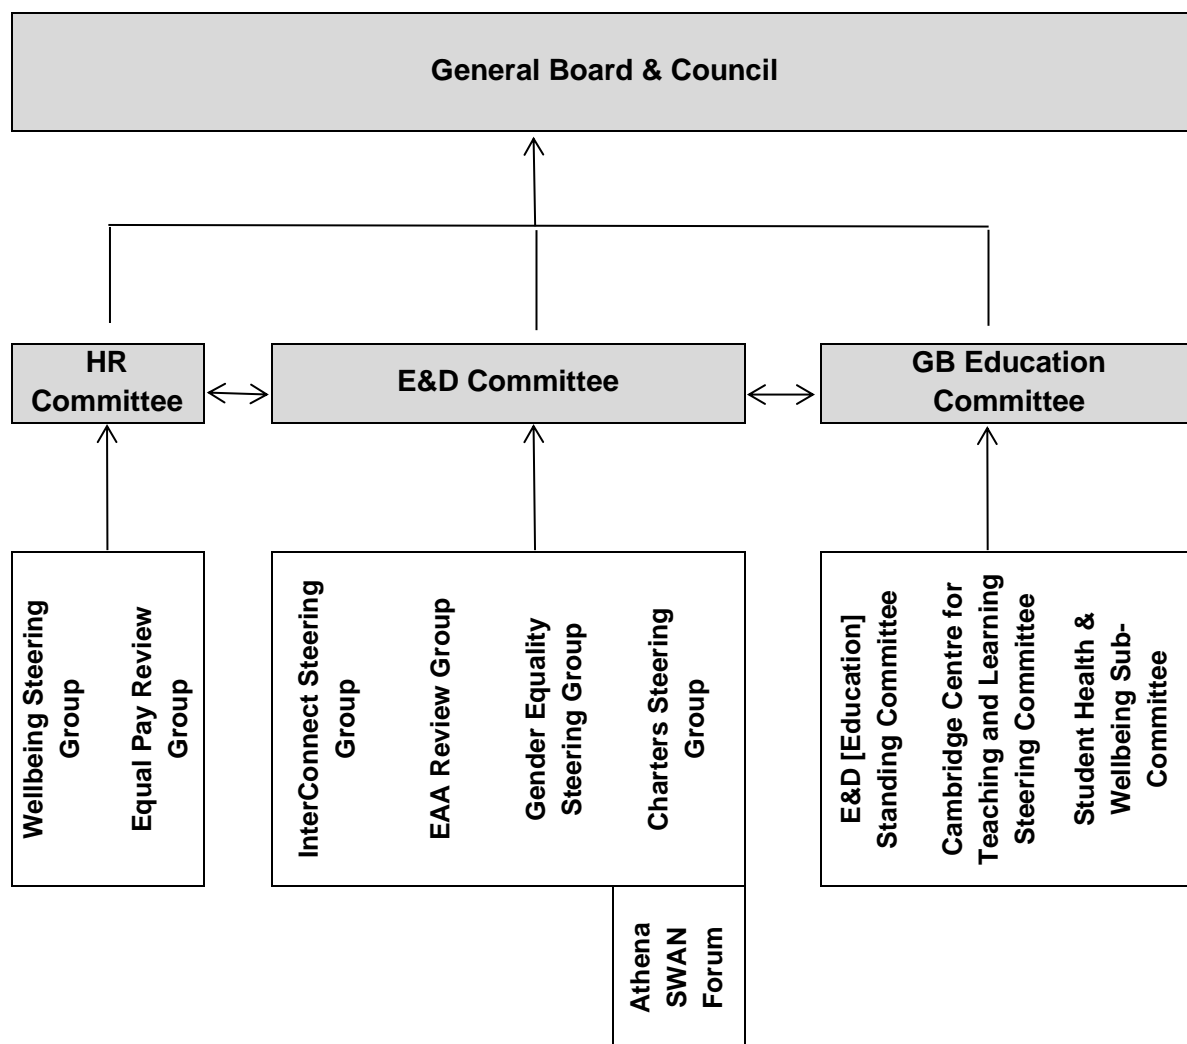 General Board & Council
HR
Committee
E&D Committee
GB Education
Committee
Wellbeing Steering
Group
Equal Pay Review
Group
InterConnect Steering
Group
EAA Review Group
Gender Equality
Steering Group
Charters Steering
Group
E&D [Education]
Standing Committee
Cambridge Centre for
Teaching and Learning
Steering Committee
Student Health &
Wellbeing Sub-
Committee
Athena
SWAN
Forum